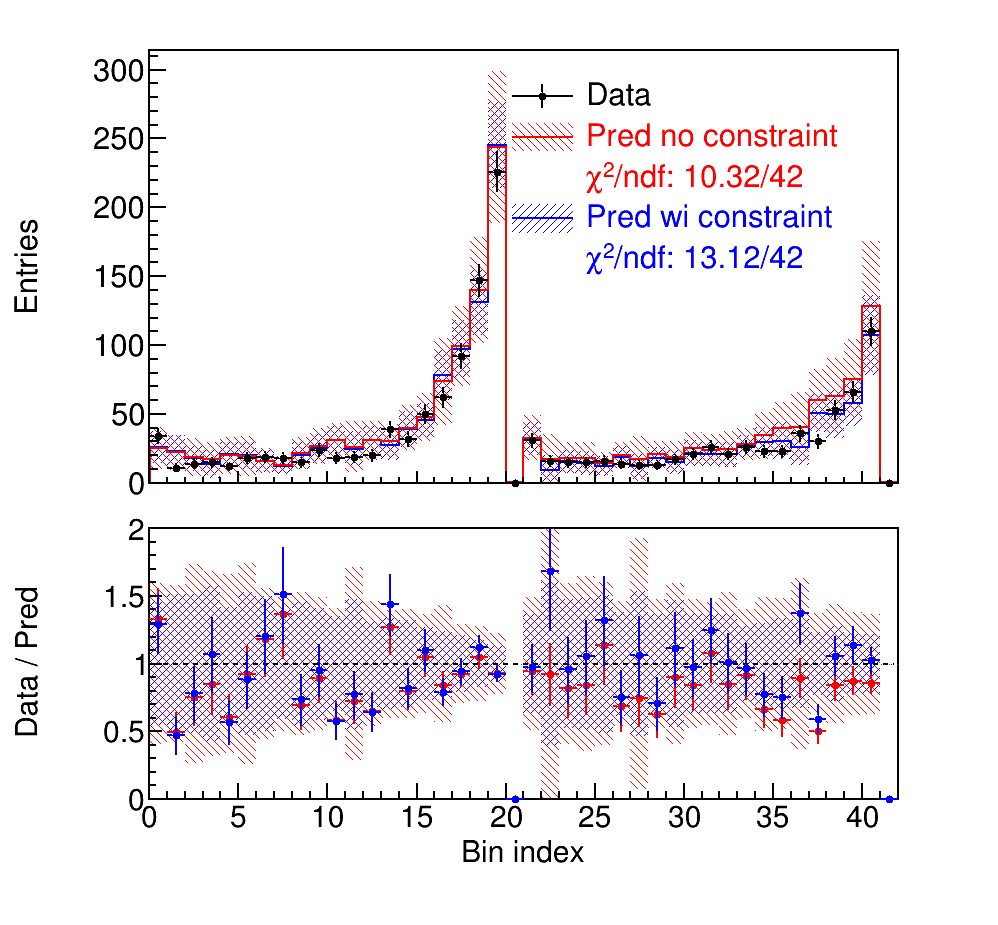 Entries
300
250
200
150
100
50
0
Data
Pred no constraint
χ²/ndf: 10.32/42
Pred wi constraint
χ²/ndf: 13.12/42
Data / Pred
2
1.5
1
0.5
0
0 5 10 15 20 25 30 35 40
Bin index